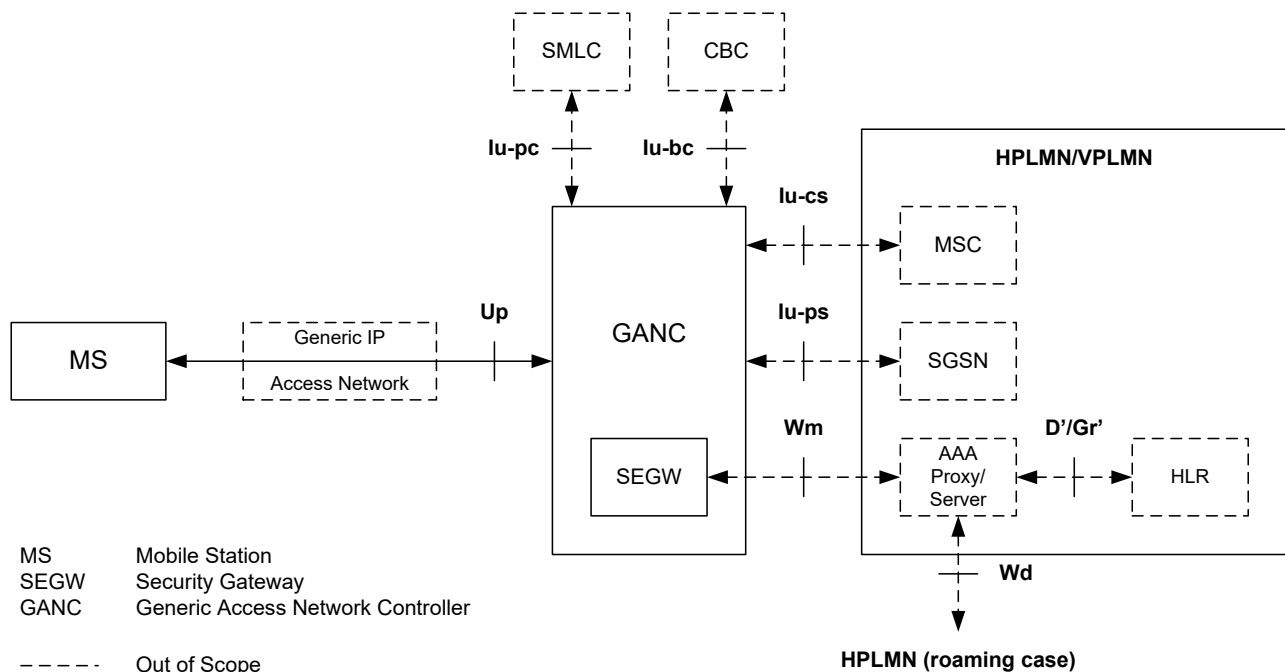 SMLC
CBC
Iu-pc
Iu-bc
HPLMN/VPLMN
Iu-cs
MSC
Up
GANC
Iu-ps
MS
Generic IP
Access Network
SGSN
Wm
D’/Gr’
SEGW
AAA
Proxy/
Server
HLR
MS Mobile Station
SEGW Security Gateway
GANC Generic Access Network Controller
Wd
Out of Scope
HPLMN (roaming case)